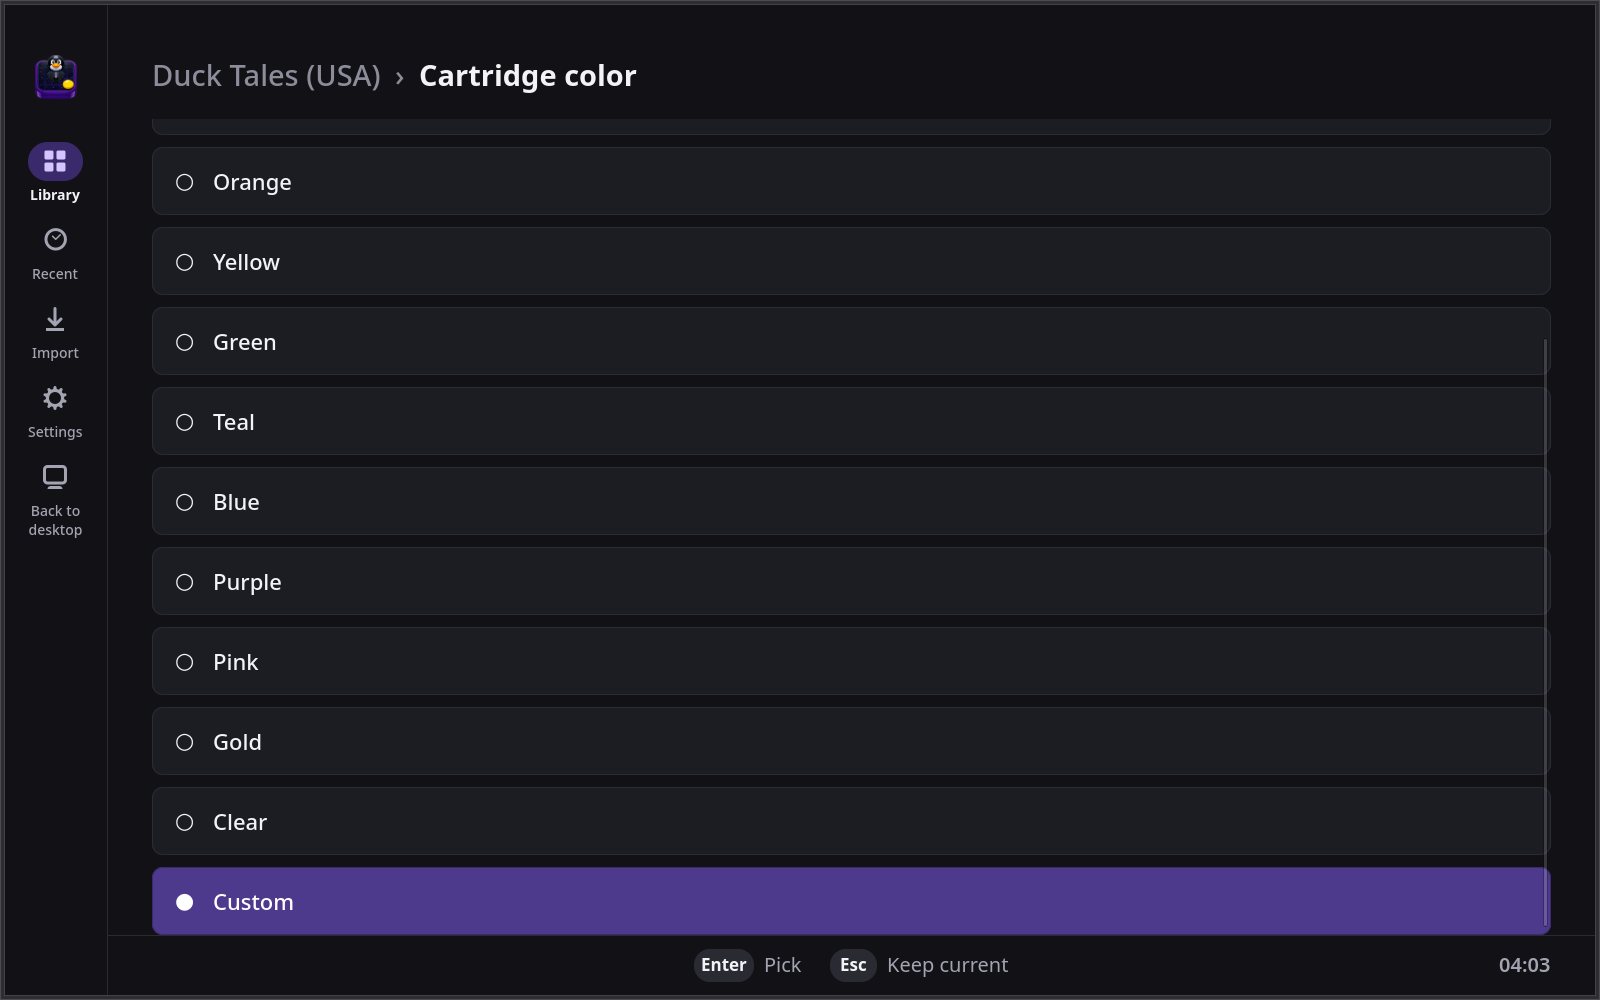 Duck Tales (USA) › Cartridge color
Library
Recent
Import
Settings
Back to
desktop
Orange
Yellow
Green
Teal
Blue
Purple
Pink
Gold
Clear
Custom
Enter Pick Esc Keep current
04:03